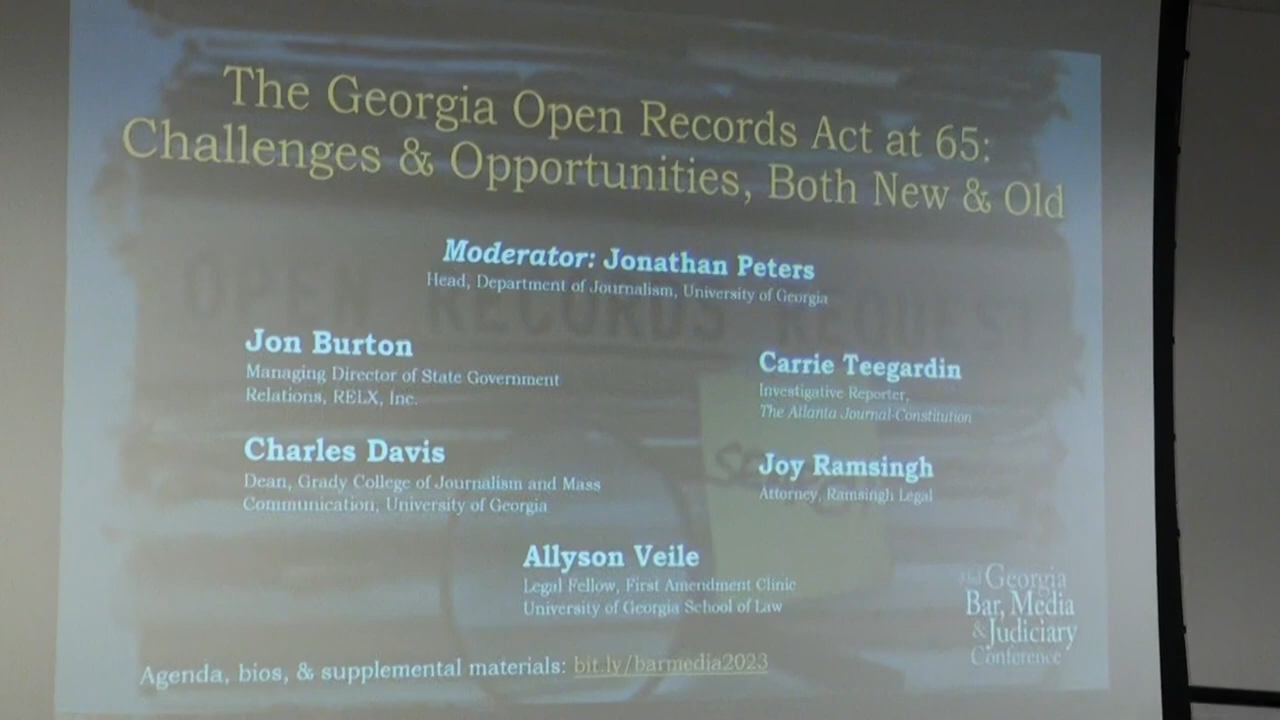 The Georgia Open Records Act at 65:
Challenges & Opportunities, Both New & Old
OPEN RECORDS REQUEST
Moderator: Jonathan Peters
Head, Department of Journalism, University of Georgia
Jon Burton
Managing Director of State Government
Relations, RELX, Inc.
Charles Davis
Dean, Grady College of Journalism and Mass
Communication, University of Georgia
Carrie Teegardin
Investigative Reporter,
The Atlanta Journal-Constitution
Joy Ramsingh
Attorney, Ramsingh Legal
Allyson Veile
Legal Fellow, First Amendment Clinic
University of Georgia School of Law
Georgia
Bar, Media
& Judiciary
Conference
Agenda, bios, & supplemental materials: bit.ly/barmedia2023